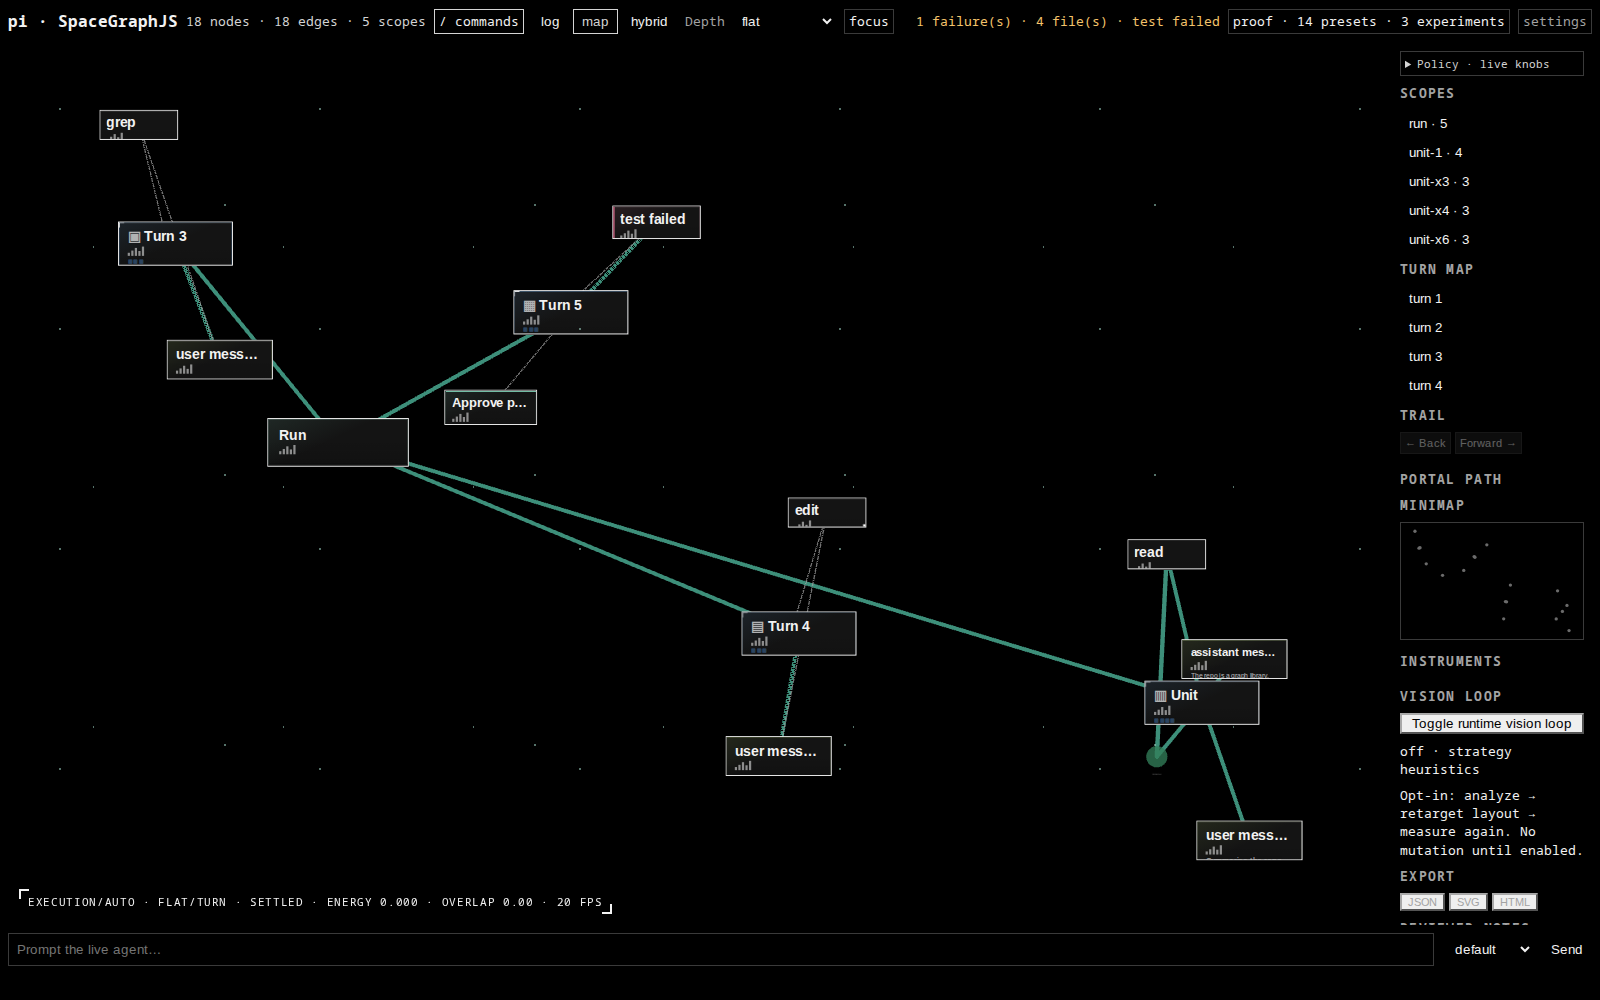 pi · SpaceGraphJS 18 nodes · 18 edges · 5 scopes / commands log map hybrid Depth flat focus 1 failure(s) · 4 file(s) · test failed proof · 14 presets · 3 experiments settings
Policy · live knobs
SCOPES
run · 5
unit-1 · 4
unit-x3 · 3
unit-x4 · 3
unit-x6 · 3
TURN MAP
turn 1
turn 2
turn 3
turn 4
TRAIL
← Back Forward →
PORTAL PATH
MINIMAP
INSTRUMENTS
VISION LOOP
Toggle runtime vision loop
off · strategy
heuristics
Opt-in: analyze →
retarget layout →
measure again. No
mutation until enabled.
EXPORT
JSON SVG HTML
grep
Turn 3
user mess...
test failed
Turn 5
Approve p...
Run
edit
read
Turn 4
assistant mes...
The repo is a graph library.
Unit
user mess...
user mess...
EXECUTION/AUTO · FLAT/TURN · SETTLED · ENERGY 0.000 · OVERLAP 0.00 · 20 FPS
Prompt the live agent... default Send